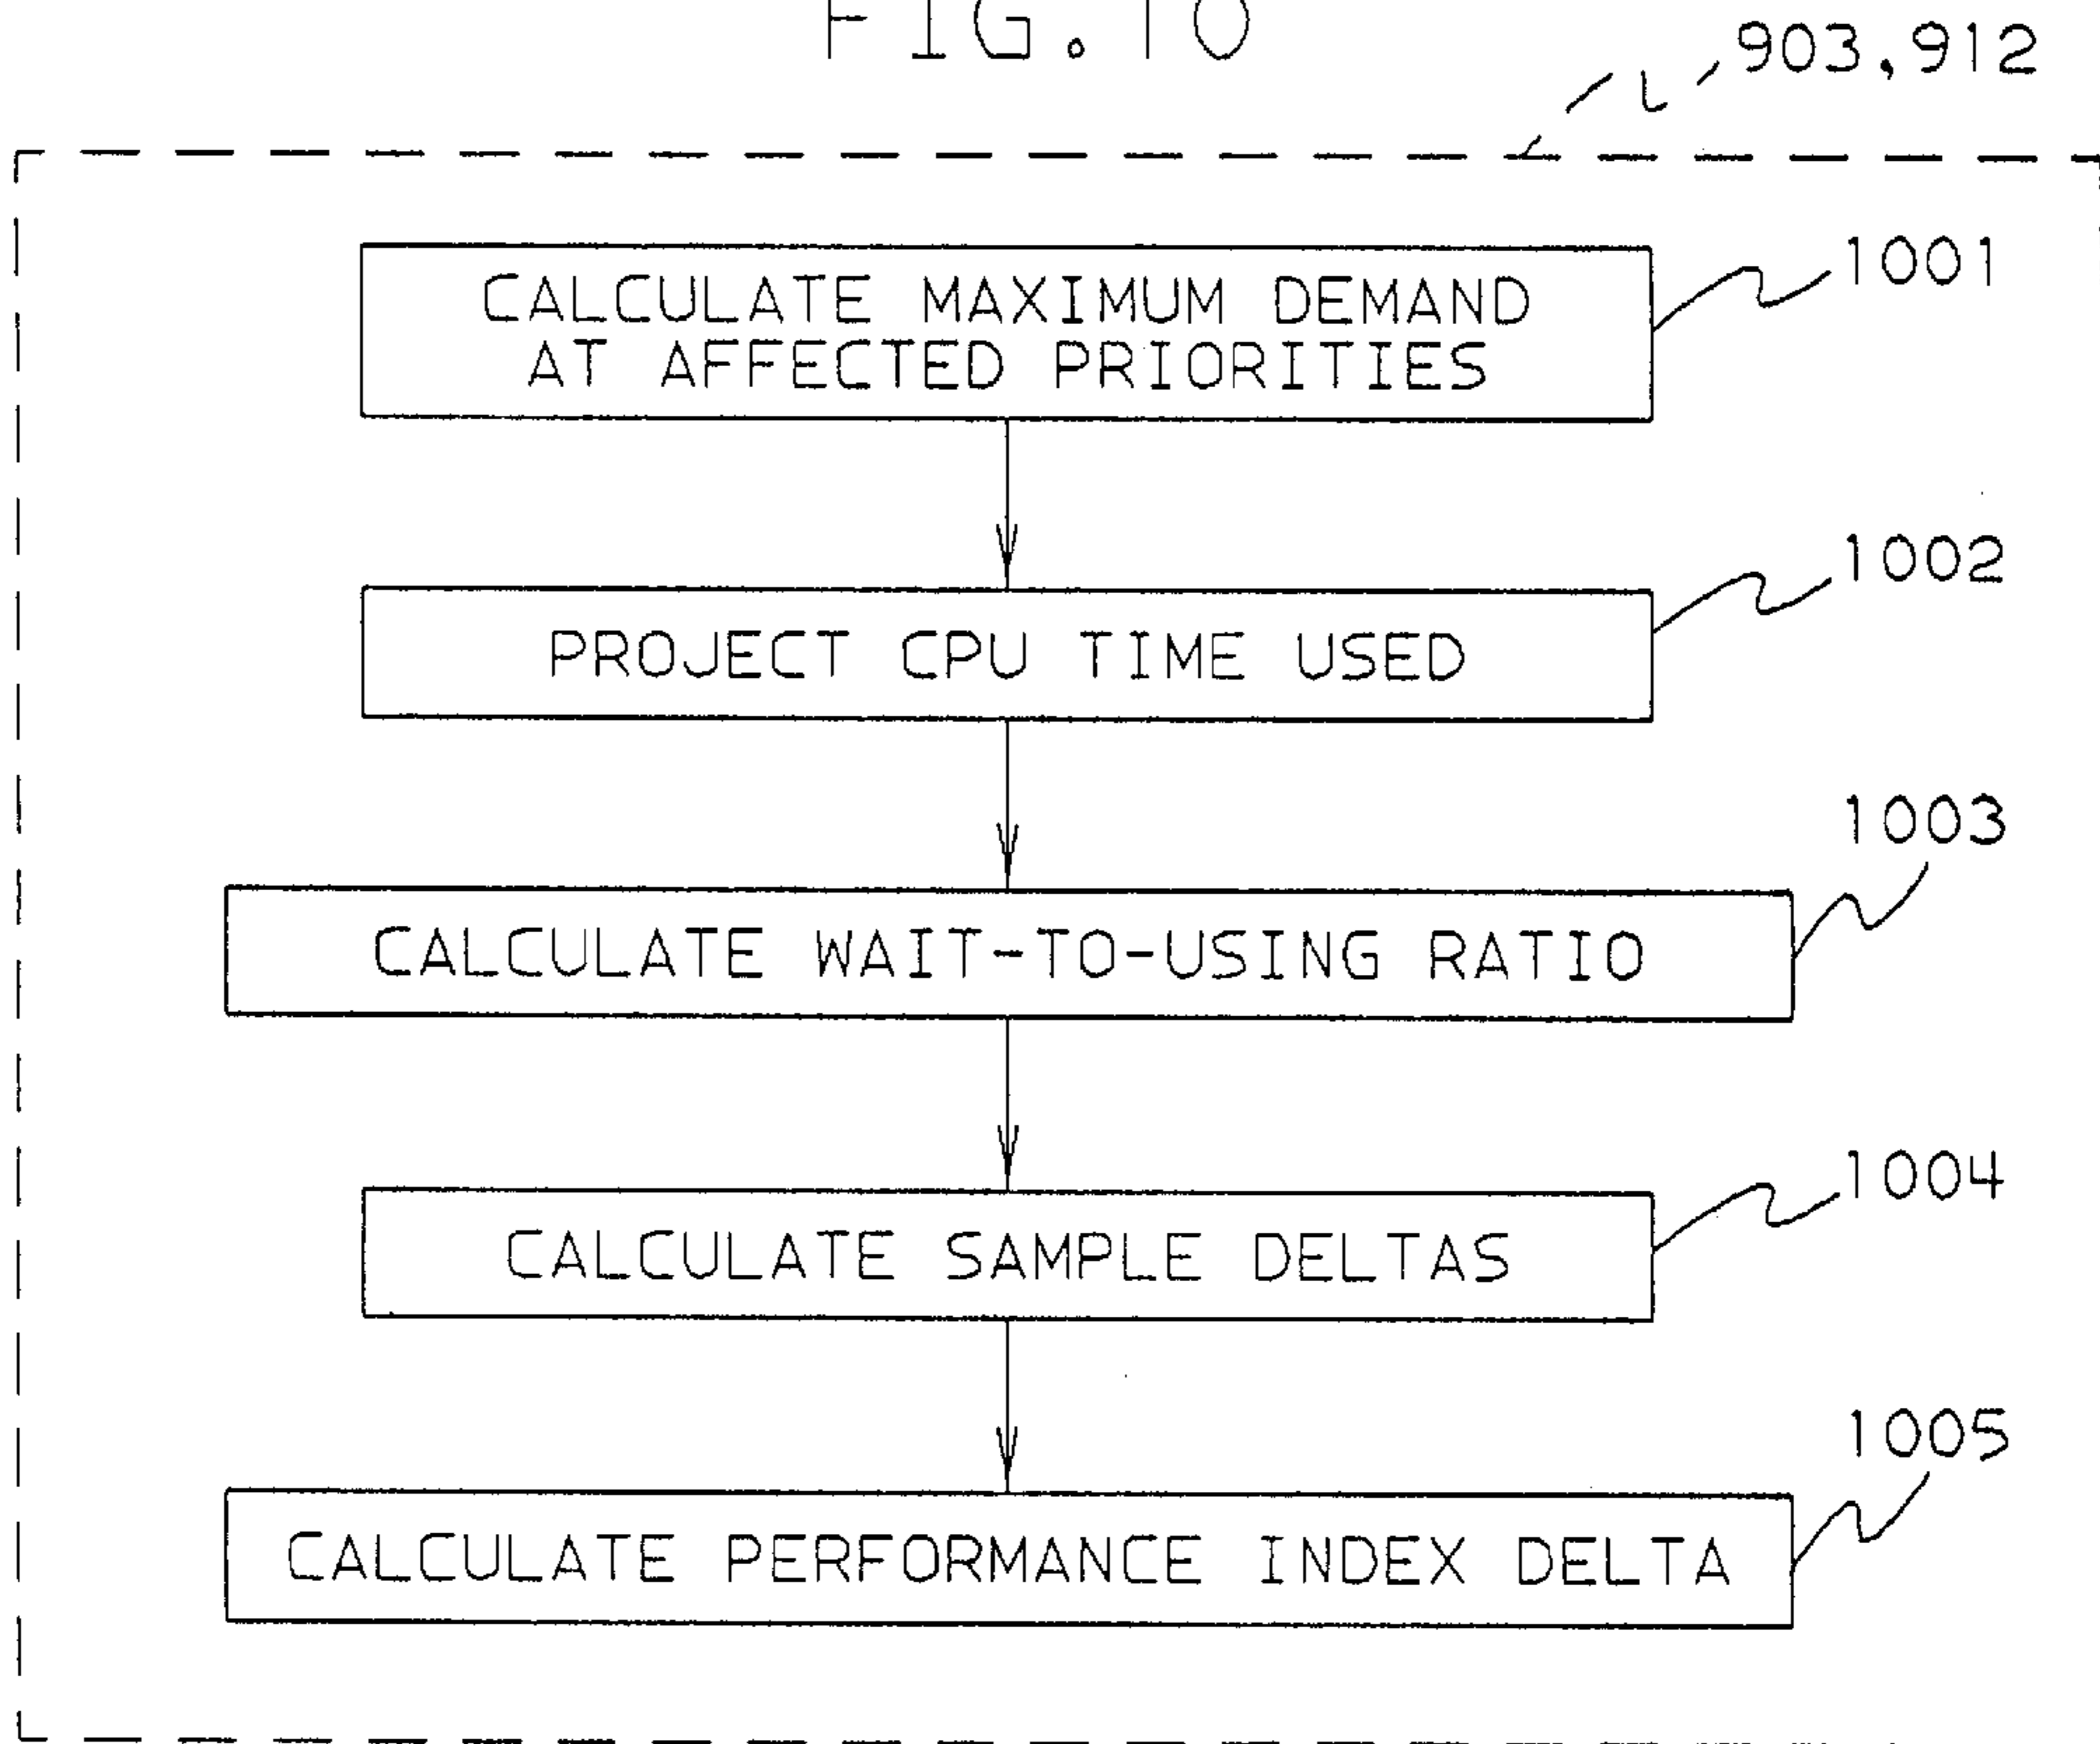 FIG.10
903,912
CALCULATE MAXIMUM DEMAND
AT AFFECTED PRIORITIES
1001
PROJECT CPU TIME USED
1002
CALCULATE WAIT-TO-USING RATIO
1003
CALCULATE SAMPLE DELTAS
1004
CALCULATE PERFORMANCE INDEX DELTA
1005